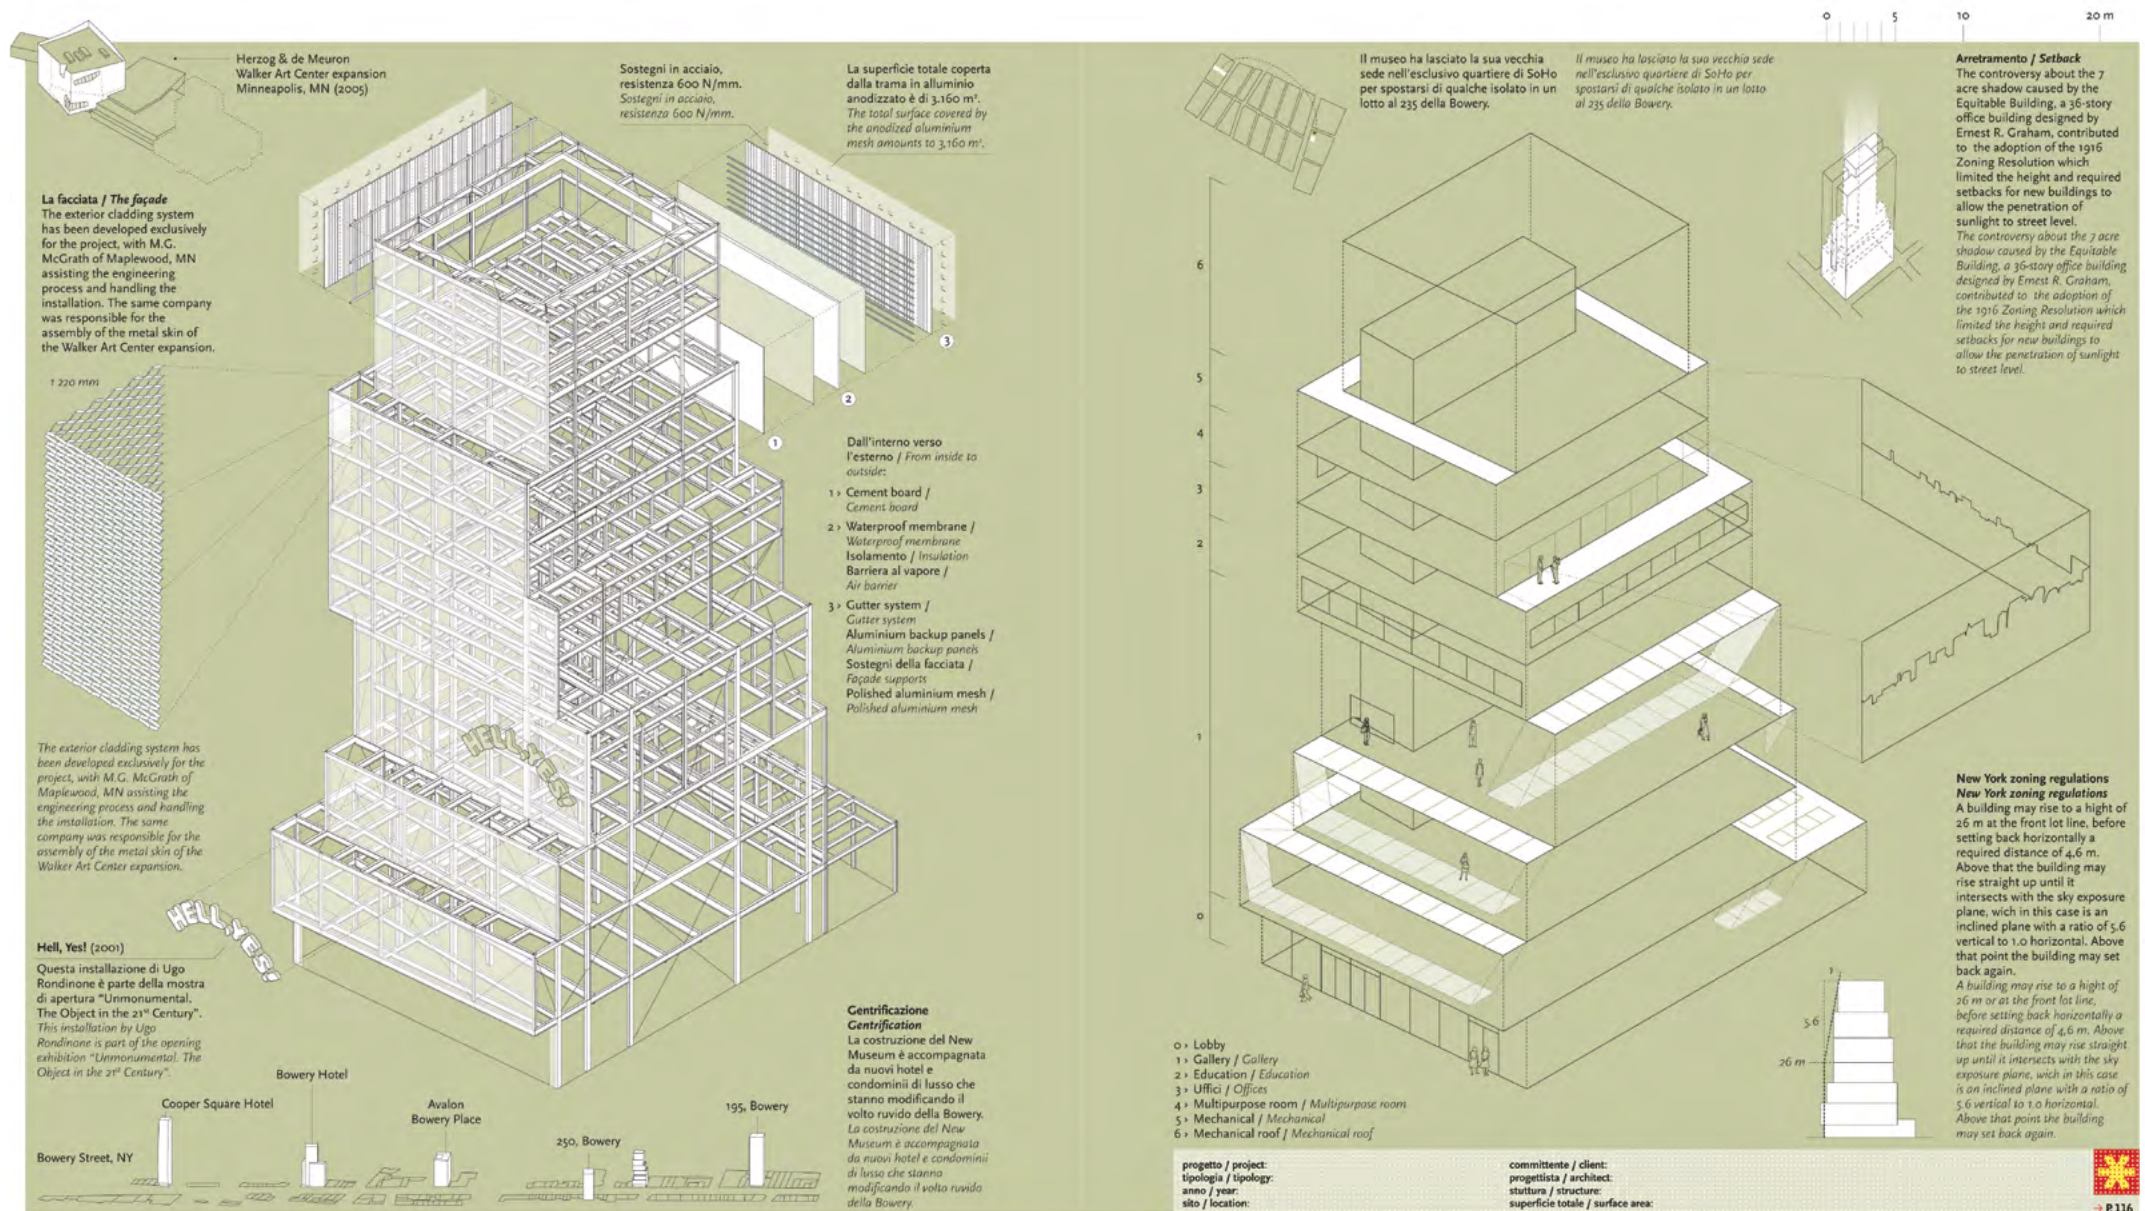 Herzog & de Meuron
Walker Art Center expansion
Minneapolis, MN (2005)
La facciata / The façade
The exterior cladding system
has been developed exclusively
for the project, with M.G.
McGrath of Maplewood, MN
assisting the engineering
process and handling the
installation. The same company
was responsible for the
assembly of the metal skin of
the Walker Art Center expansion.
1 220 mm
The exterior cladding system has
been developed exclusively for the
project, with M.G. McGrath of
Maplewood, MN assisting the
engineering process and handling
the installation. The same
company was responsible for the
assembly of the metal skin of the
Walker Art Center expansion.
HELL, YES!
HELL, YES!
Hell, Yes! (2001)
Questa installazione di Ugo
Rondinone è parte della mostra
di apertura "Unmonumental.
The Object in the 21st Century".
This installation by Ugo
Rondinone is part of the opening
exhibition "Unmonumental. The
Object in the 21st Century".
Bowery Street, NY
Cooper Square Hotel
Bowery Hotel
Avalon
Bowery Place
250, Bowery
195, Bowery
Sostegni in acciaio,
resistenza 600 N/mm.
Sostegni in acciaio,
resistenza 600 N/mm.
La superficie totale coperta
dalla trama in alluminio
anodizzato è di 3.160 m².
The total surface covered by
the anodized aluminium
mesh amounts to 3,160 m².
3
2
1
Dall'interno verso
l'esterno / From inside to
outside:
1 › Cement board /
Cement board
2 › Waterproof membrane /
Waterproof membrane
Isolamento / Insulation
Barriera al vapore /
Air barrier
3 › Gutter system /
Gutter system
Aluminium backup panels /
Aluminium backup panels
Sostegni della facciata /
Façade supports
Polished aluminium mesh /
Polished aluminium mesh
Gentrificazione
Gentrification
La costruzione del New
Museum è accompagnata
da nuovi hotel e
condominii di lusso che
stanno modificando il
volto ruvido della Bowery.
La costruzione del New
Museum è accompagnata
da nuovi hotel e condominii
di lusso che stanno
modificando il volto ruvido
della Bowery.
Il museo ha lasciato la sua vecchia
sede nell'esclusivo quartiere di SoHo
per spostarsi di qualche isolato in un
lotto al 235 della Bowery.
Il museo ha lasciato la sua vecchia sede
nell'esclusivo quartiere di SoHo per
spostarsi di qualche isolato in un lotto
al 235 della Bowery.
0 5 10 20 m
6
5
4
3
2
1
0
0 › Lobby
1 › Gallery / Gallery
2 › Education / Education
3 › Uffici / Offices
4 › Multipurpose room / Multipurpose room
5 › Mechanical / Mechanical
6 › Mechanical roof / Mechanical roof
Arretramento / Setback
The controversy about the 7
acre shadow caused by the
Equitable Building, a 36-story
office building designed by
Ernest R. Graham, contributed
to the adoption of the 1916
Zoning Resolution which
limited the height and required
setbacks for new buildings to
allow the penetration of
sunlight to street level.
The controversy about the 7 acre
shadow caused by the Equitable
Building, a 36-story office building
designed by Ernest R. Graham,
contributed to the adoption of
the 1916 Zoning Resolution which
limited the height and required
setbacks for new buildings to
allow the penetration of sunlight
to street level.
New York zoning regulations
New York zoning regulations
A building may rise to a hight of
26 m at the front lot line, before
setting back horizontally a
required distance of 4,6 m.
Above that the building may
rise straight up until it
intersects with the sky exposure
plane, wich in this case is an
inclined plane with a ratio of 5.6
vertical to 1.0 horizontal. Above
that point the building may set
back again.
A building may rise to a hight of
26 m or at the front lot line,
before setting back horizontally a
required distance of 4,6 m. Above
that the building may rise straight
up until it intersects with the sky
exposure plane, wich in this case
is an inclined plane with a ratio of
5.6 vertical to 1.0 horizontal.
Above that point the building
may set back again.
1
5.6
26 m
progetto / project:
tipologia / tipology:
anno / year:
sito / location:
committente / client:
progettista / architect:
stuttura / structure:
superficie totale / surface area:
→ P.116